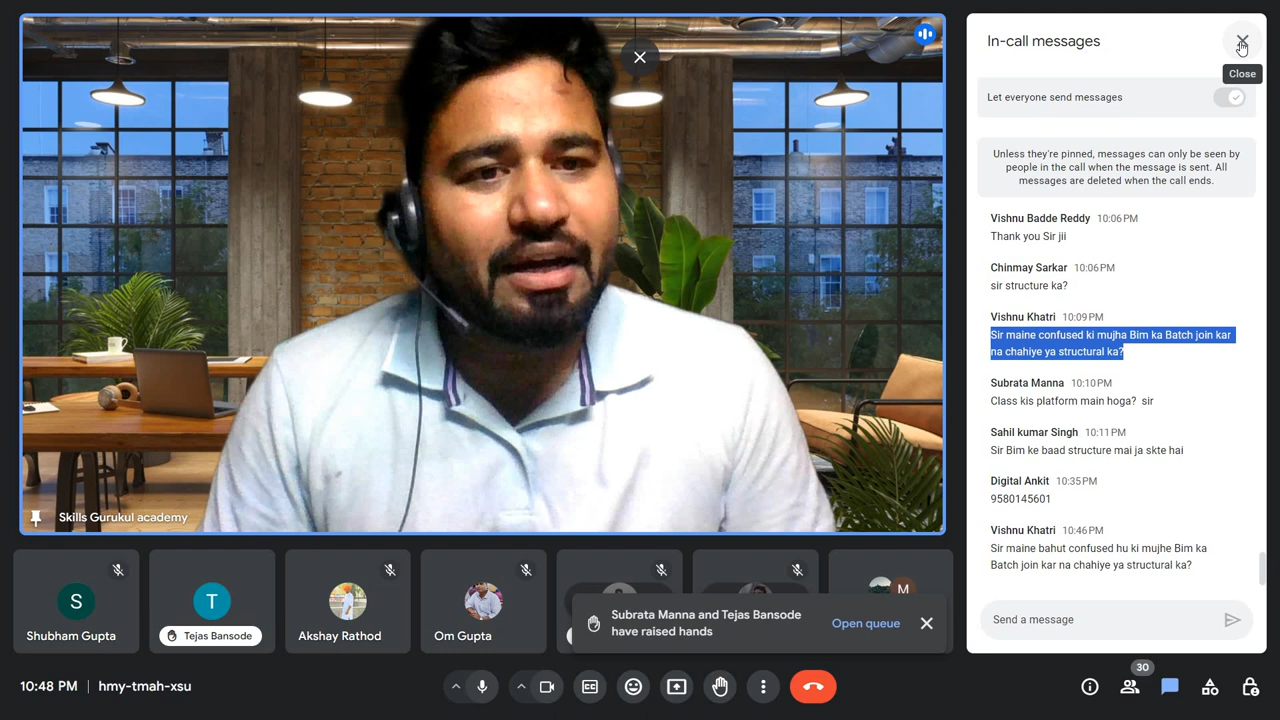 In-call messages
Close
Let everyone send messages
Unless they're pinned, messages can only be seen by
people in the call when the message is sent. All
messages are deleted when the call ends.
Vishnu Badde Reddy 10:06 PM
Thank you Sir jii
Chinmay Sarkar 10:06 PM
sir structure ka?
Vishnu Khatri 10:09 PM
Sir maine confused ki mujha Bim ka Batch join kar
na chahiye ya structural ka?
Subrata Manna 10:10 PM
Class kis platform main hoga? sir
Sahil kumar Singh 10:11 PM
Sir Bim ke baad structure mai ja skte hai
Digital Ankit 10:35 PM
9580145601
Vishnu Khatri 10:46 PM
Sir maine bahut confused hu ki mujhe Bim ka
Batch join kar na chahiye ya structural ka?
Send a message
Skills Gurukul academy
S
Shubham Gupta
T
Tejas Bansode
Akshay Rathod
Om Gupta
M
Subrata Manna and Tejas Bansode
have raised hands
Open queue
10:48 PM | hmy-tmah-xsu
30